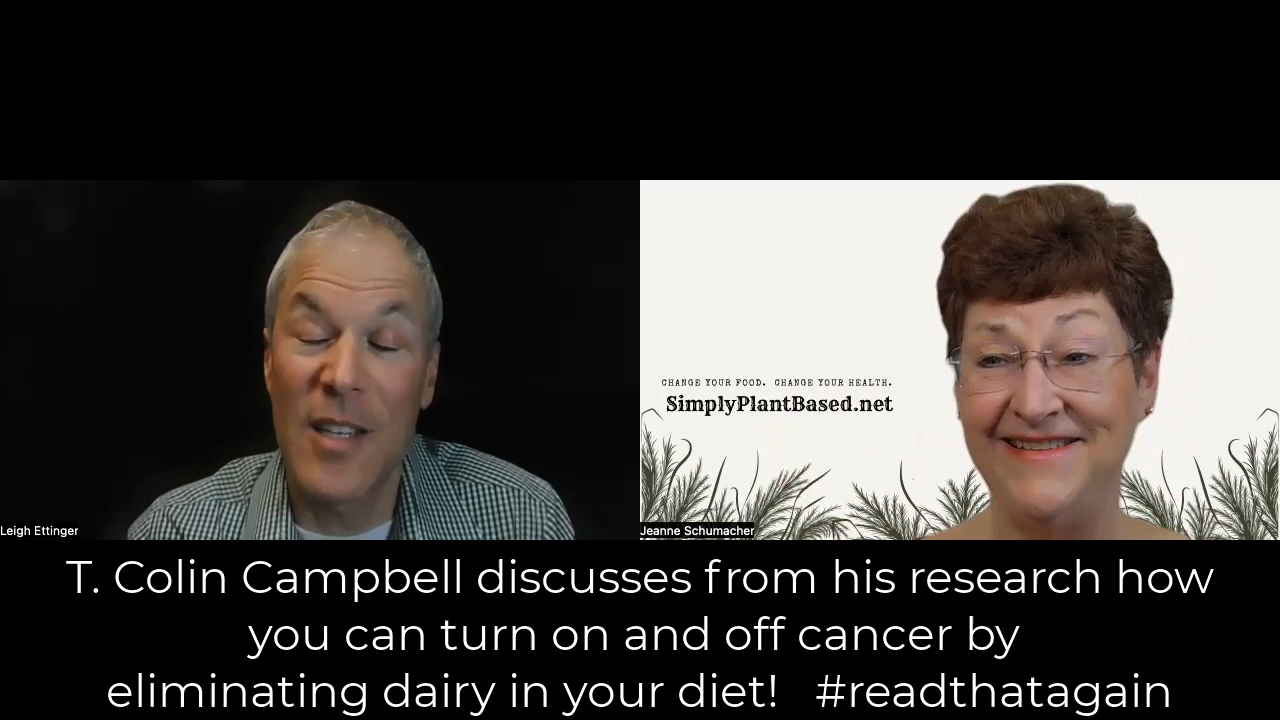 CHANGE YOUR FOOD. CHANGE YOUR HEALTH.
SimplyPlantBased.net
Leigh Ettinger
Jeanne Schumacher
T. Colin Campbell discusses from his research how
you can turn on and off cancer by
eliminating dairy in your diet! #readthatagain